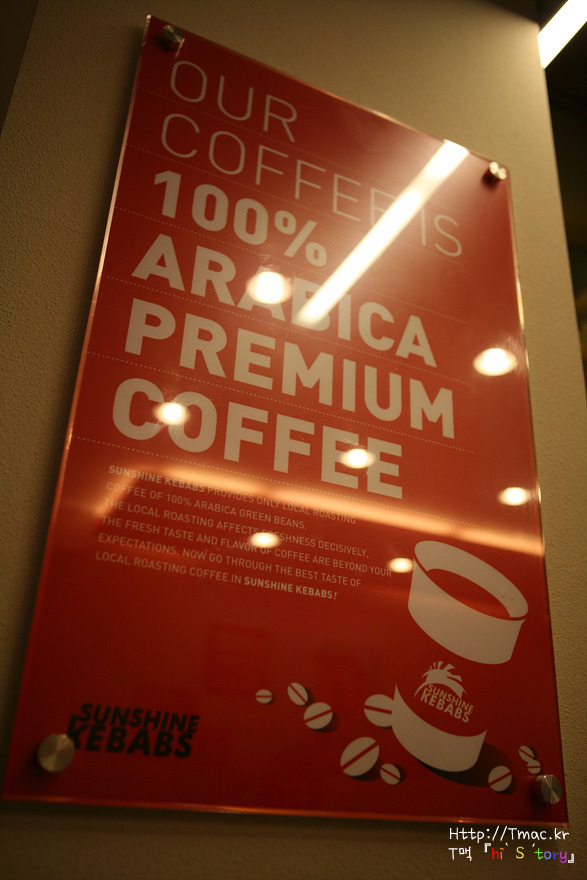 OUR
COFFEE IS
100%
ARABICA
PREMIUM
COFFEE
SUNSHINE KEBABS PROVIDES ONLY LOCAL ROASTING
COFFEE OF 100% ARABICA GREEN BEANS.
THE LOCAL ROASTING AFFECTS FRESHNESS DECISIVELY,
THE FRESH TASTE AND FLAVOR OF COFFEE ARE BEYOND YOUR
EXPECTATIONS. NOW GO THROUGH THE BEST TASTE OF
LOCAL ROASTING COFFEE IN SUNSHINE KEBABS!
SUNSHINE
KEBABS
SUNSHINE
KEBABS
Http://Tmac.kr
T맥『hi`S´tory』